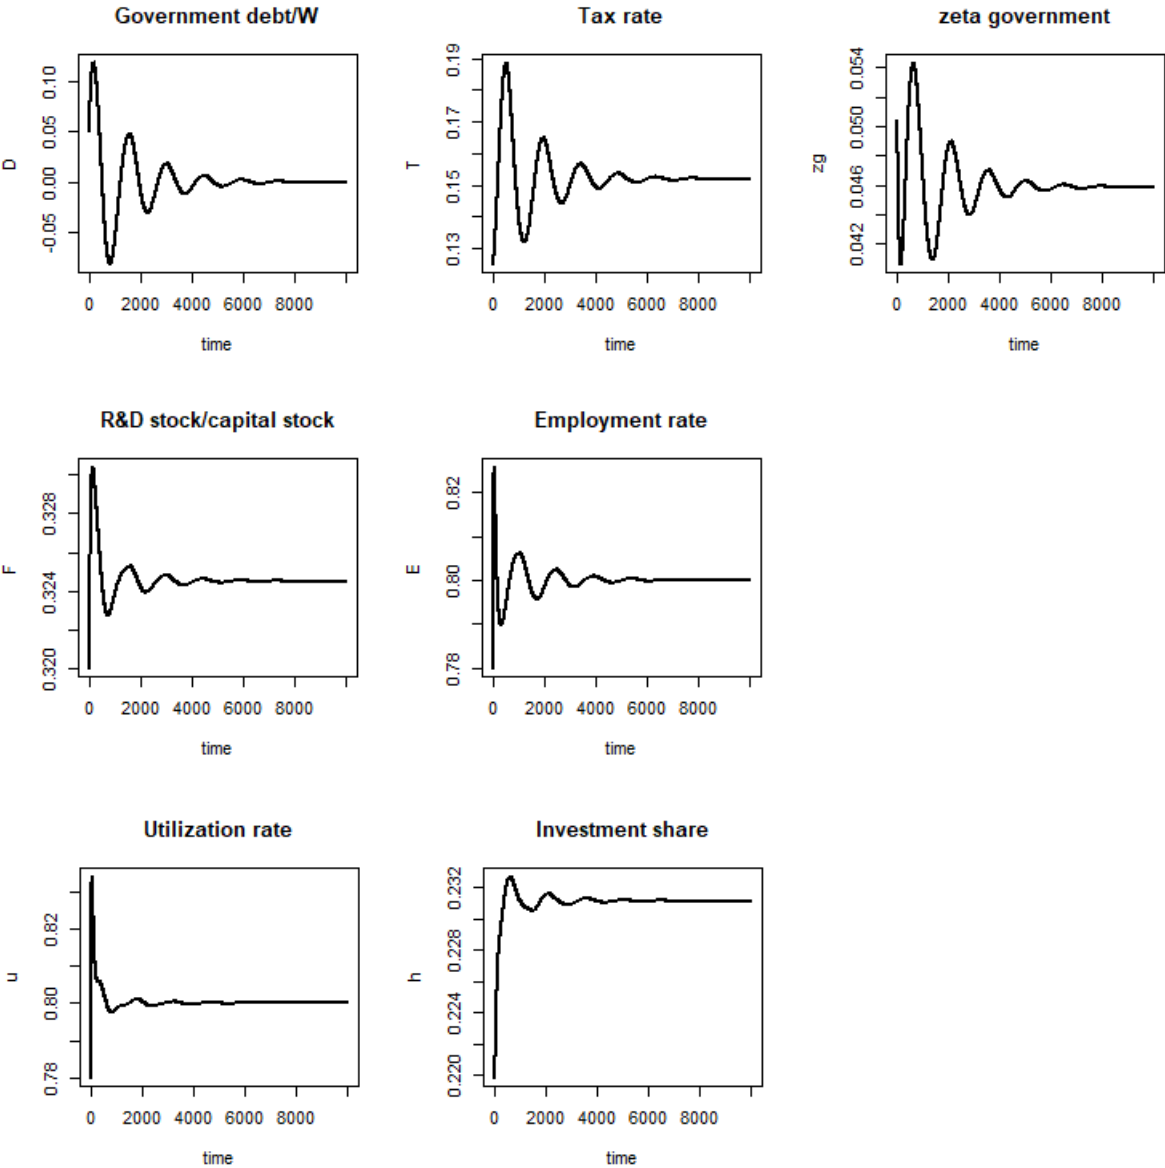 Government debt/W
Tax rate
zeta government
D
-0.05 0.00 0.05 0.10
0 2000 4000 6000 8000
time
T
0.13 0.15 0.17 0.19
0 2000 4000 6000 8000
time
zg
0.042 0.046 0.050 0.054
0 2000 4000 6000 8000
time
R&D stock/capital stock
Employment rate
F
0.320 0.324 0.328
0 2000 4000 6000 8000
time
E
0.78 0.80 0.82
0 2000 4000 6000 8000
time
Utilization rate
Investment share
u
0.78 0.80 0.82
0 2000 4000 6000 8000
time
h
0.220 0.224 0.228 0.232
0 2000 4000 6000 8000
time